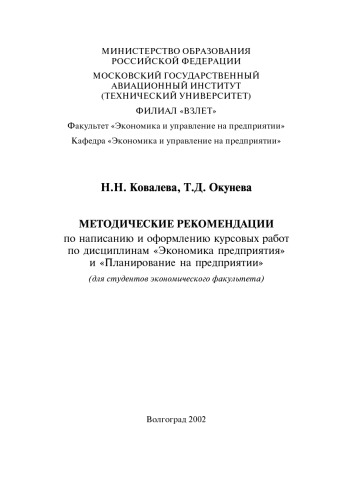 МИНИСТЕРСТВО ОБРАЗОВАНИЯ
РОССИЙСКОЙ ФЕДЕРАЦИИ
МОСКОВСКИЙ ГОСУДАРСТВЕННЫЙ
АВИАЦИОННЫЙ ИНСТИТУТ
(ТЕХНИЧЕСКИЙ УНИВЕРСИТЕТ)
ФИЛИАЛ «ВЗЛЕТ»
Факультет «Экономика и управление на предприятии»
Кафедра «Экономика и управление на предприятии»
Н.Н. Ковалева, Т.Д. Окунева
МЕТОДИЧЕСКИЕ РЕКОМЕНДАЦИИ
по написанию и оформлению курсовых работ
по дисциплинам «Экономика предприятия»
и «Планирование на предприятии»
(для студентов экономического факультета)
Волгоград 2002